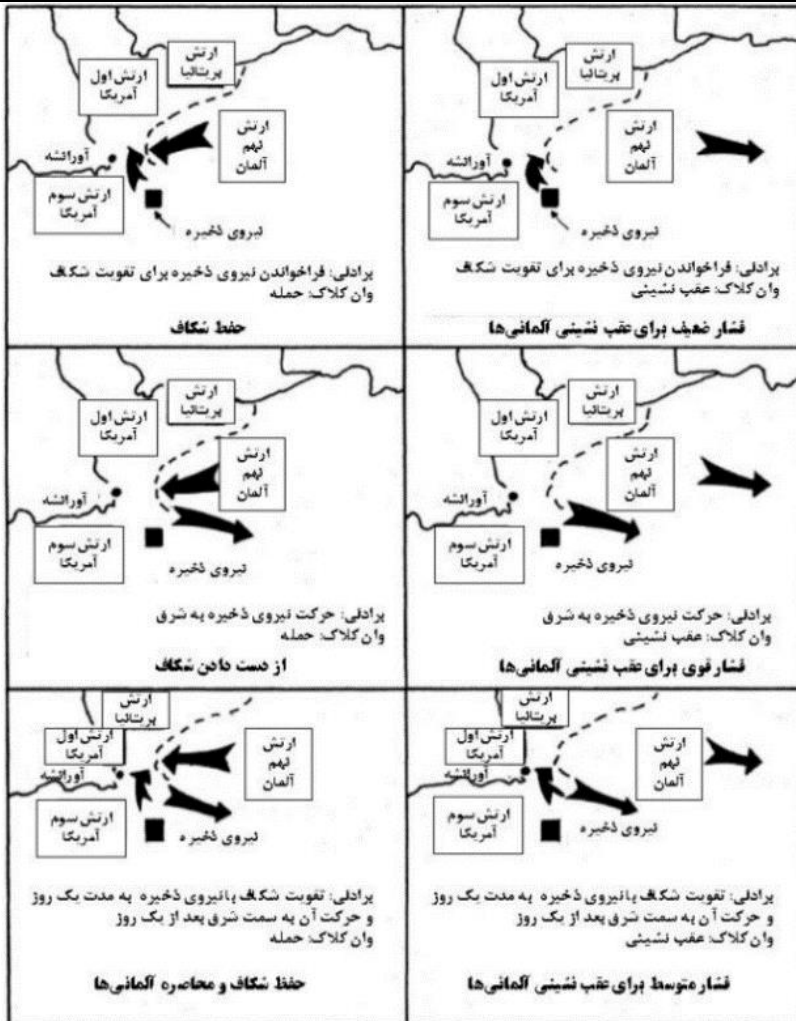 ارتش
بریتانیا
ارتش اول
آمریکا
ارتش
نهم
آلمان
آورانشه
ارتش سوم
آمریکا
نیروی ذخیره
برادلی: فراخواندن نیروی ذخیره برای تقویت شکاف
وان کلاک: عقب نشینی
فشار ضعیف برای عقب نشینی آلمانی‌ها
ارتش
بریتانیا
ارتش اول
آمریکا
ارتش
نهم
آلمان
آورانشه
ارتش سوم
آمریکا
نیروی ذخیره
برادلی: فراخواندن نیروی ذخیره برای تقویت شکاف
وان کلاک: حمله
حفظ شکاف
ارتش
بریتانیا
ارتش اول
آمریکا
ارتش
نهم
آلمان
آورانشه
ارتش سوم
آمریکا
نیروی ذخیره
برادلی: حرکت نیروی ذخیره به شرق
وان کلاک: عقب نشینی
فشار قوی برای عقب نشینی آلمانی‌ها
ارتش
بریتانیا
ارتش اول
آمریکا
ارتش
نهم
آلمان
آورانشه
ارتش سوم
آمریکا
نیروی ذخیره
برادلی: حرکت نیروی ذخیره به شرق
وان کلاک: حمله
از دست دادن شکاف
ارتش
بریتانیا
ارتش اول
آمریکا
ارتش
نهم
آلمان
آورانشه
ارتش سوم
آمریکا
نیروی ذخیره
برادلی: تقویت شکاف با نیروی ذخیره به مدت یک روز
و حرکت آن به سمت شرق بعد از یک روز
وان کلاک: عقب نشینی
فشار متوسط برای عقب نشینی آلمانی‌ها
ارتش
بریتانیا
ارتش اول
آمریکا
ارتش
نهم
آلمان
آورانشه
ارتش سوم
آمریکا
نیروی ذخیره
برادلی: تقویت شکاف با نیروی ذخیره به مدت یک روز
و حرکت آن به سمت شرق بعد از یک روز
وان کلاک: حمله
حفظ شکاف و محاصره آلمانی‌ها